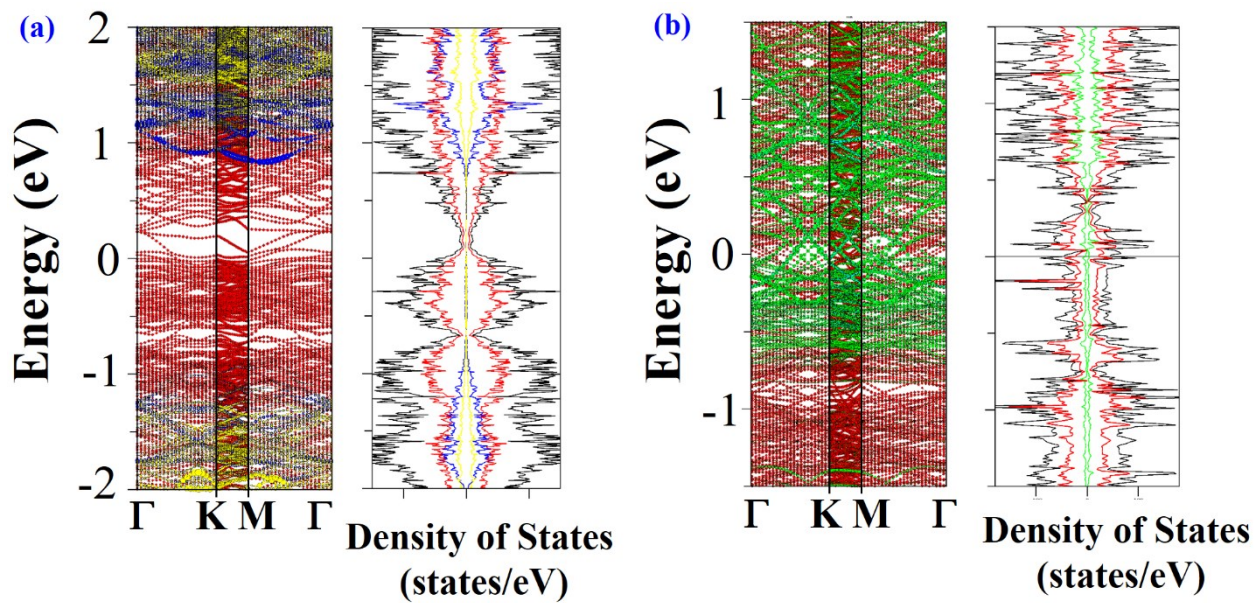 (a)
2
1
0
-1
-2
Energy (eV)
Γ K M Γ
Density of States
(states/eV)
(b)
1
0
-1
Energy (eV)
Γ K M Γ
Density of States
(states/eV)